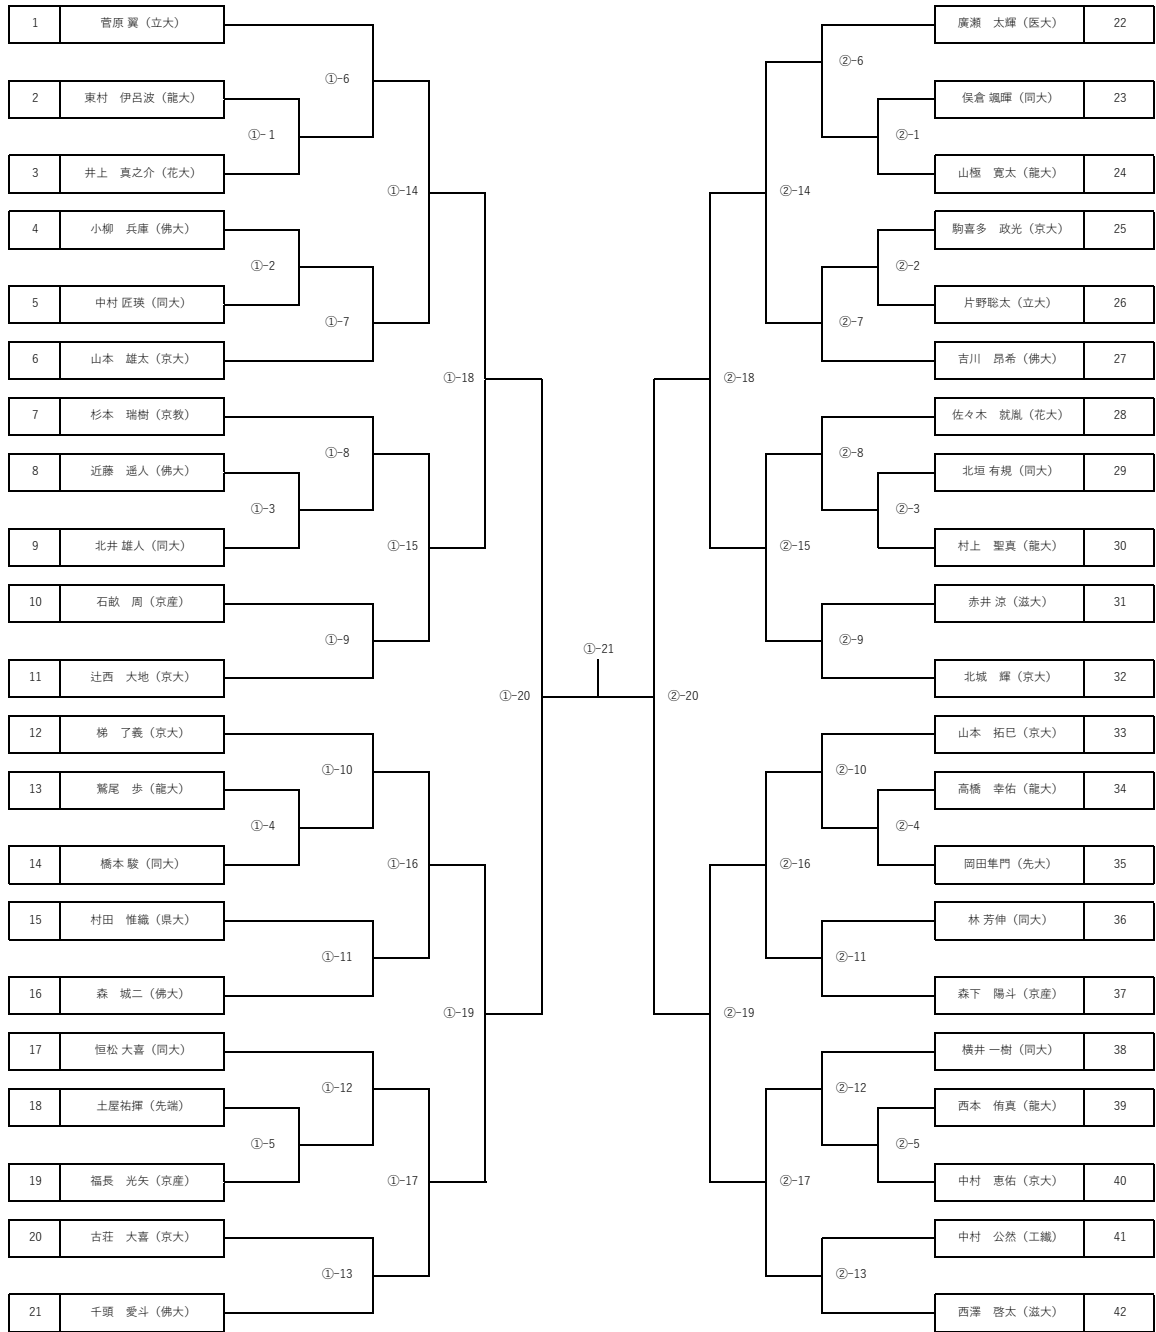 1 菅原 翼（立大）
2 東村　伊呂波（龍大）
3 井上　真之介（花大）
4 小柳　兵庫（佛大）
5 中村 匠瑛（同大）
6 山本　雄太（京大）
7 杉本　瑞樹（京教）
8 近藤　遥人（佛大）
9 北井 雄人（同大）
10 石畝　周（京産）
11 辻西　大地（京大）
12 梯　了義（京大）
13 鷲尾　歩（龍大）
14 橋本 駿（同大）
15 村田　惟織（県大）
16 森　城二（佛大）
17 恒松 大喜（同大）
18 土屋祐揮（先端）
19 福長　光矢（京産）
20 古荘　大喜（京大）
21 千頭　愛斗（佛大）
①-6
①- 1
①-14
①-2
①-7
①-18
①-8
①-3
①-15
①-9
①-20
①-10
①-4
①-16
①-11
①-19
①-12
①-5
①-17
①-13
①-21
②-6
②-1
②-14
②-2
②-7
②-18
②-8
②-3
②-15
②-9
②-20
②-10
②-4
②-16
②-11
②-19
②-12
②-5
②-17
②-13
廣瀬　太輝（医大） 22
俣倉 颯暉（同大） 23
山極　寛太（龍大） 24
駒喜多　政光（京大） 25
片野聡太（立大） 26
吉川　昂希（佛大） 27
佐々木　就胤（花大） 28
北垣 有規（同大） 29
村上　聖真（龍大） 30
赤井 涼（滋大） 31
北城　輝（京大） 32
山本　拓巳（京大） 33
高橋　幸佑（龍大） 34
岡田隼門（先大） 35
林 芳伸（同大） 36
森下　陽斗（京産） 37
横井 一樹（同大） 38
西本　侑真（龍大） 39
中村　恵佑（京大） 40
中村　公然（工繊） 41
西澤　啓太（滋大） 42